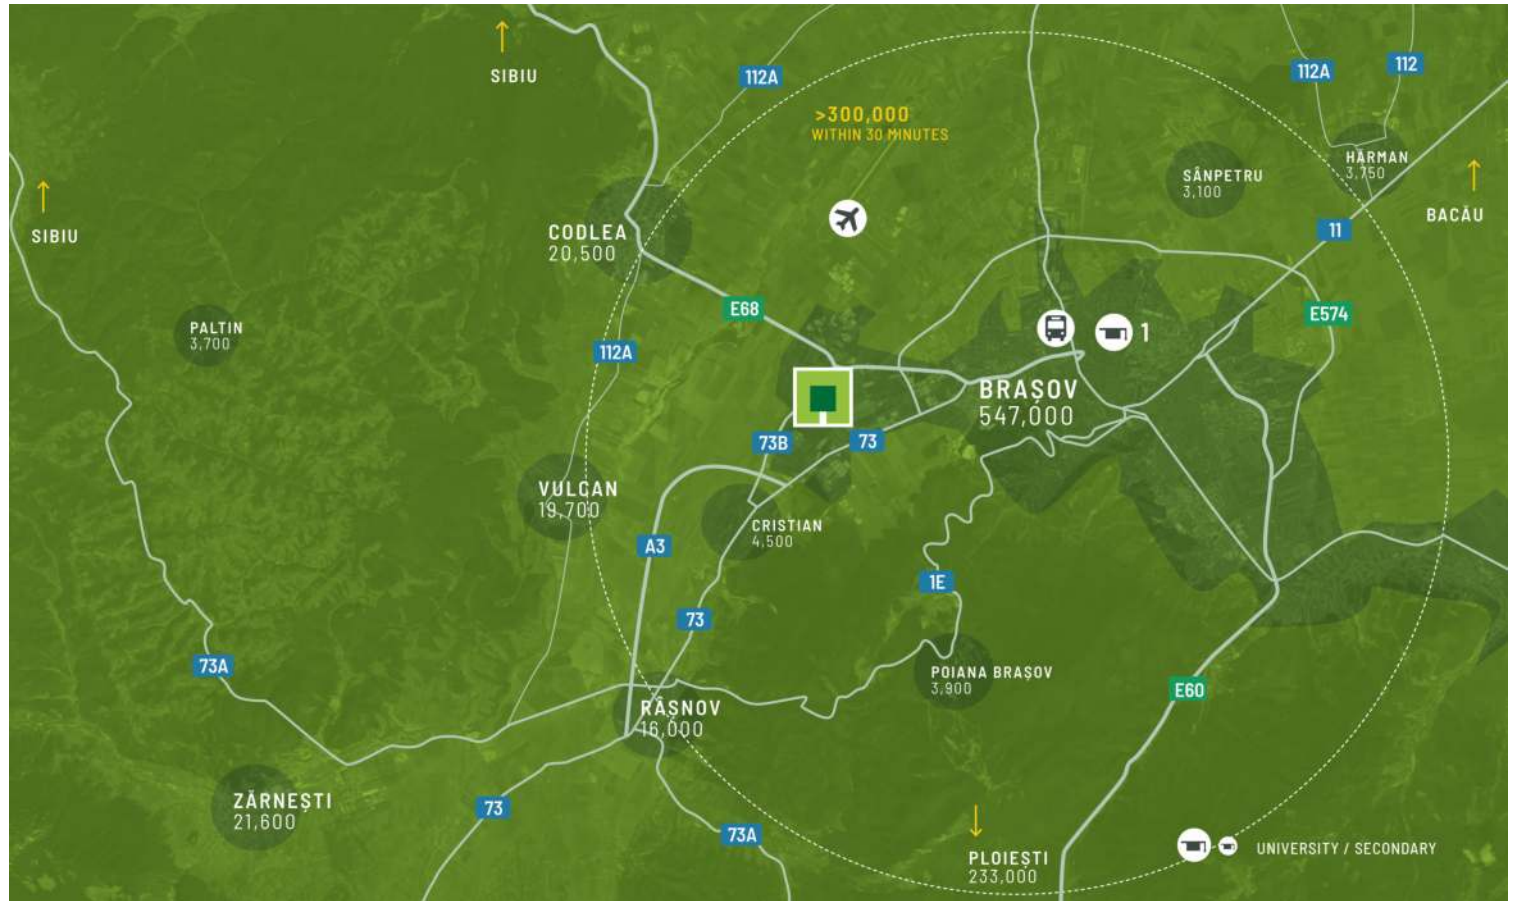 SIBIU
112A
112A
112
>300,000
WITHIN 30 MINUTES
HĂRMAN
3,750
SÂNPETRU
3,100
BACĂU
SIBIU
CODLEA
20,500
11
E68
E574
PALTIN
3,700
112A
1
BRAȘOV
547,000
73B
73
VULCAN
19,700
CRISTIAN
4,500
A3
1E
73
73A
POIANA BRAȘOV
3,900
E60
RÂȘNOV
16,000
ZĂRNEȘTI
21,600
73
73A
PLOIEȘTI
233,000
UNIVERSITY / SECONDARY